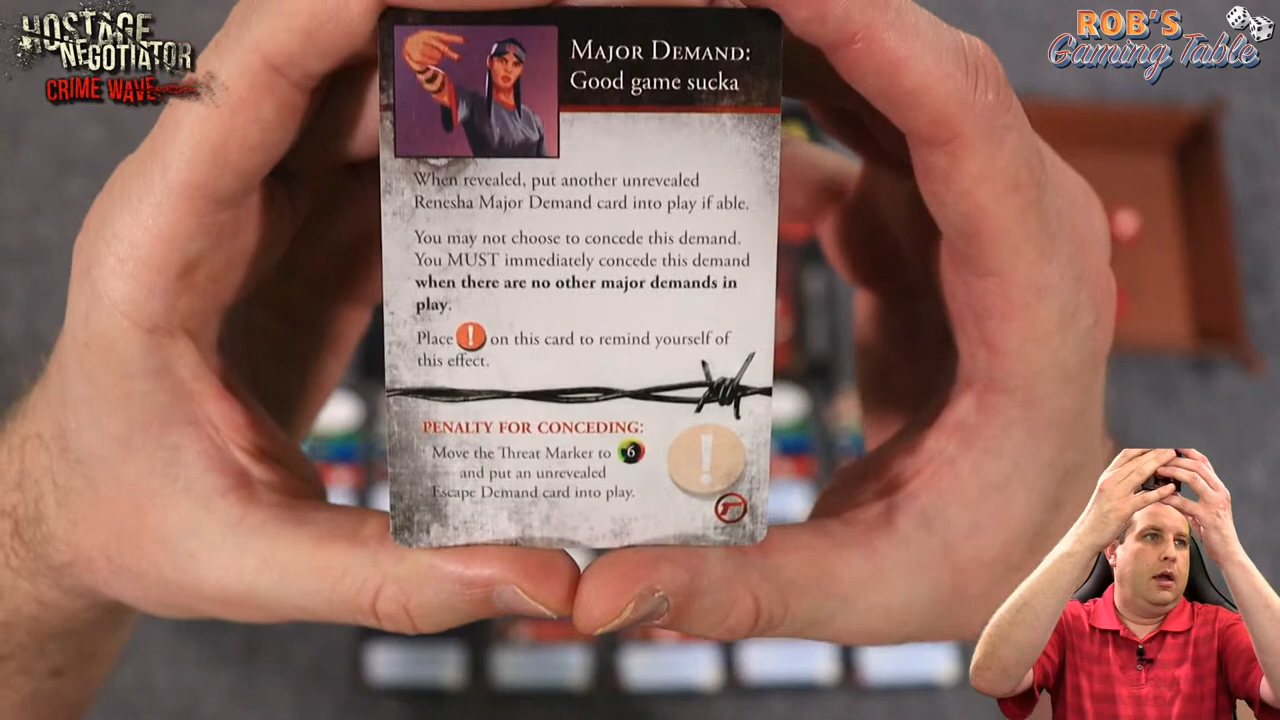 HOSTAGE
NEGOTIATOR
CRIME WAVE
ROB'S
Gaming Table
MAJOR DEMAND:
Good game sucka
When revealed, put another unrevealed
Renesha Major Demand card into play if able.
You may not choose to concede this demand.
You MUST immediately concede this demand
when there are no other major demands in
play.
Place ! on this card to remind yourself of
this effect.
PENALTY FOR CONCEDING:
Move the Threat Marker to 6
and put an unrevealed
Escape Demand card into play.
!